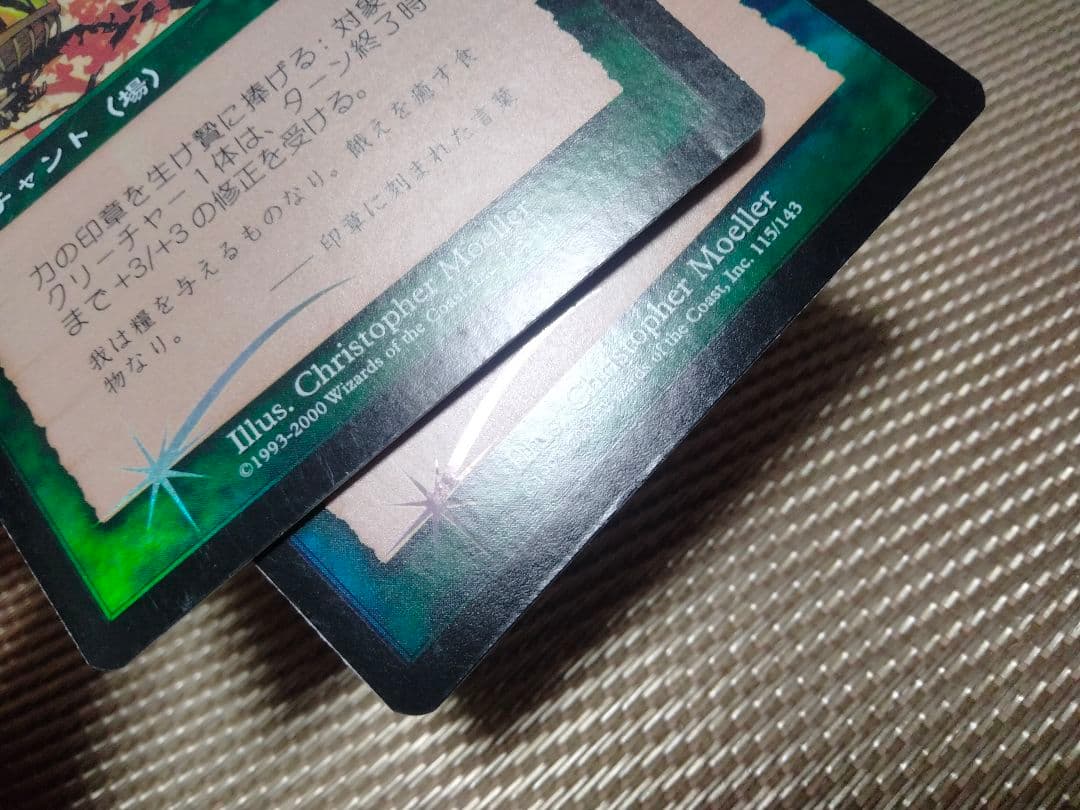 チャント（場）
力の印章を生け贄に捧げる：対象
クリーチャー１体は、ターン終了時
まで +3/+3 の修正を受ける。
我は糧を与えるものなり。 餓えを癒す食
物なり。
―― 印章に刻まれた言葉
Illus. Christopher Moeller
©1993-2000 Wizards of the Coast
Illus. Christopher Moeller
of the Coast, Inc. 115/143